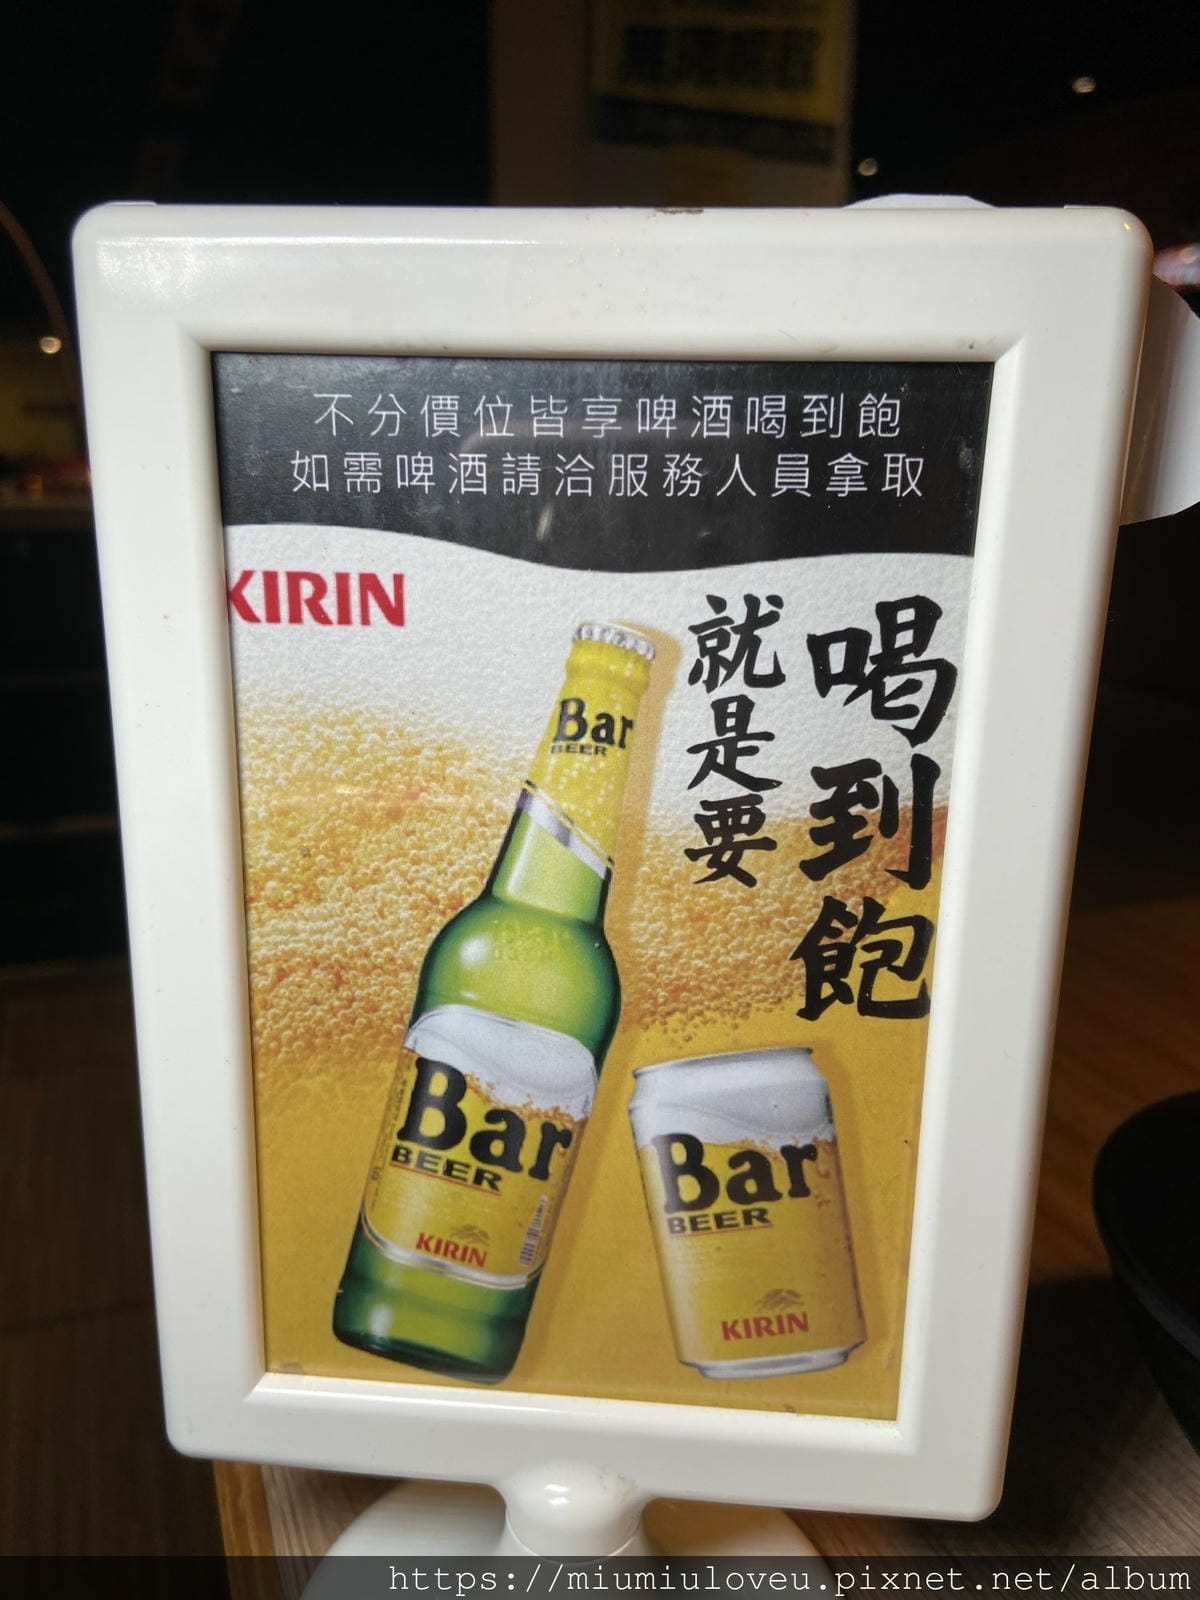 不分價位皆享啤酒喝到飽
如需啤酒請洽服務人員拿取
KIRIN
喝到飽
就是要
Bar
BEER
Bar
BEER
KIRIN
Bar
BEER
KIRIN
https://miumiuloveu.pixnet.net/album